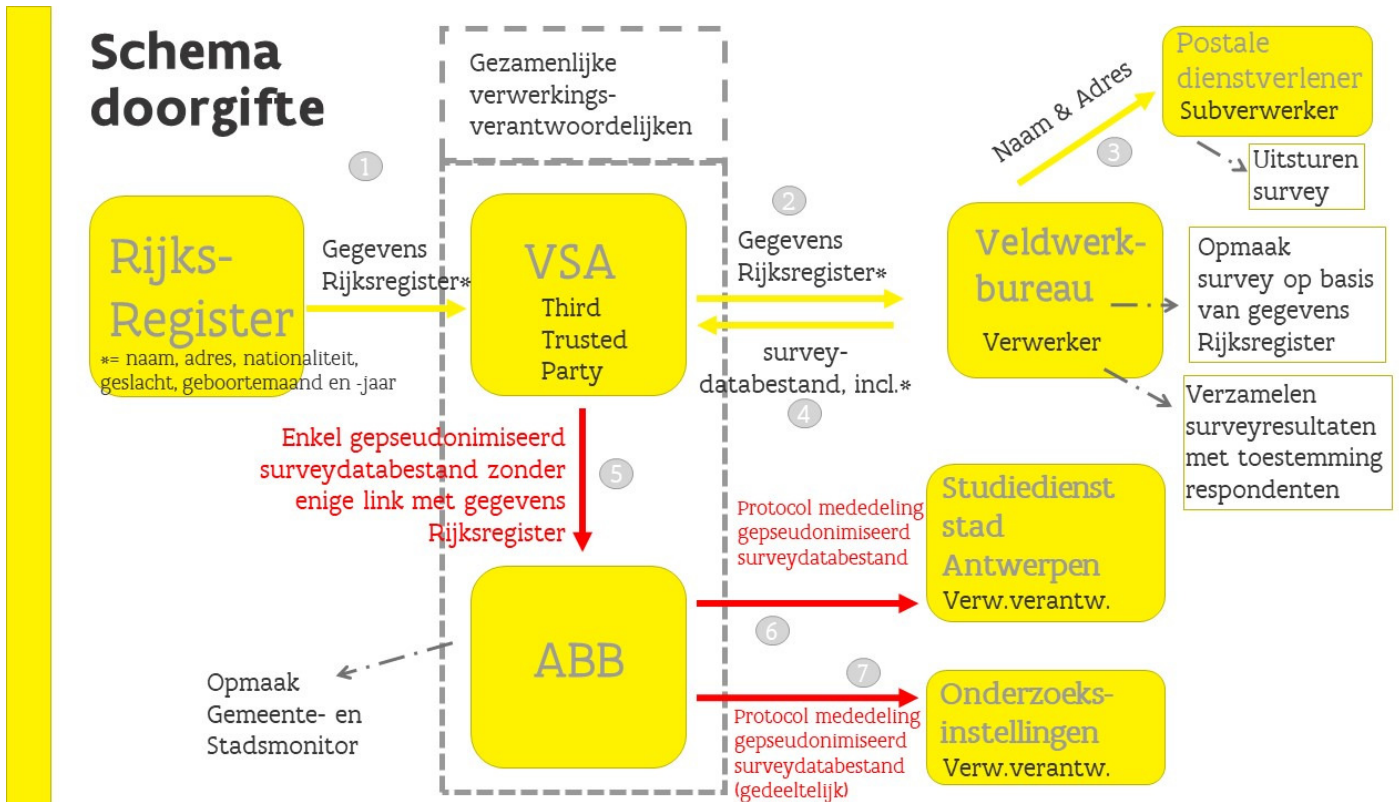 Schema
doorgifte
Gezamenlijke
verwerkings-
verantwoordelijken
1
Rijks-
Register
*= naam, adres, nationaliteit,
geslacht, geboortemaand en -jaar
Gegevens
Rijksregister*
VSA
Third
Trusted
Party
2
Gegevens
Rijksregister*
survey-
databestand, incl.*
4
Veldwerk-
bureau
Verwerker
Naam & Adres
3
Postale
dienstverlener
Subverwerker
Uitsturen
survey
Opmaak
survey op basis
van gegevens
Rijksregister
Verzamelen
surveyresultaten
met toestemming
respondenten
Enkel gepseudonimiseerd
surveydatabestand zonder
enige link met gegevens
Rijksregister
5
ABB
Opmaak
Gemeente- en
Stadsmonitor
Protocol mededeling
gepseudonimiseerd
surveydatabestand
6
Studiedienst
stad
Antwerpen
Verw.verantw.
7
Protocol mededeling
gepseudonimiseerd
surveydatabestand
(gedeeltelijk)
Onderzoeks-
instellingen
Verw.verantw.